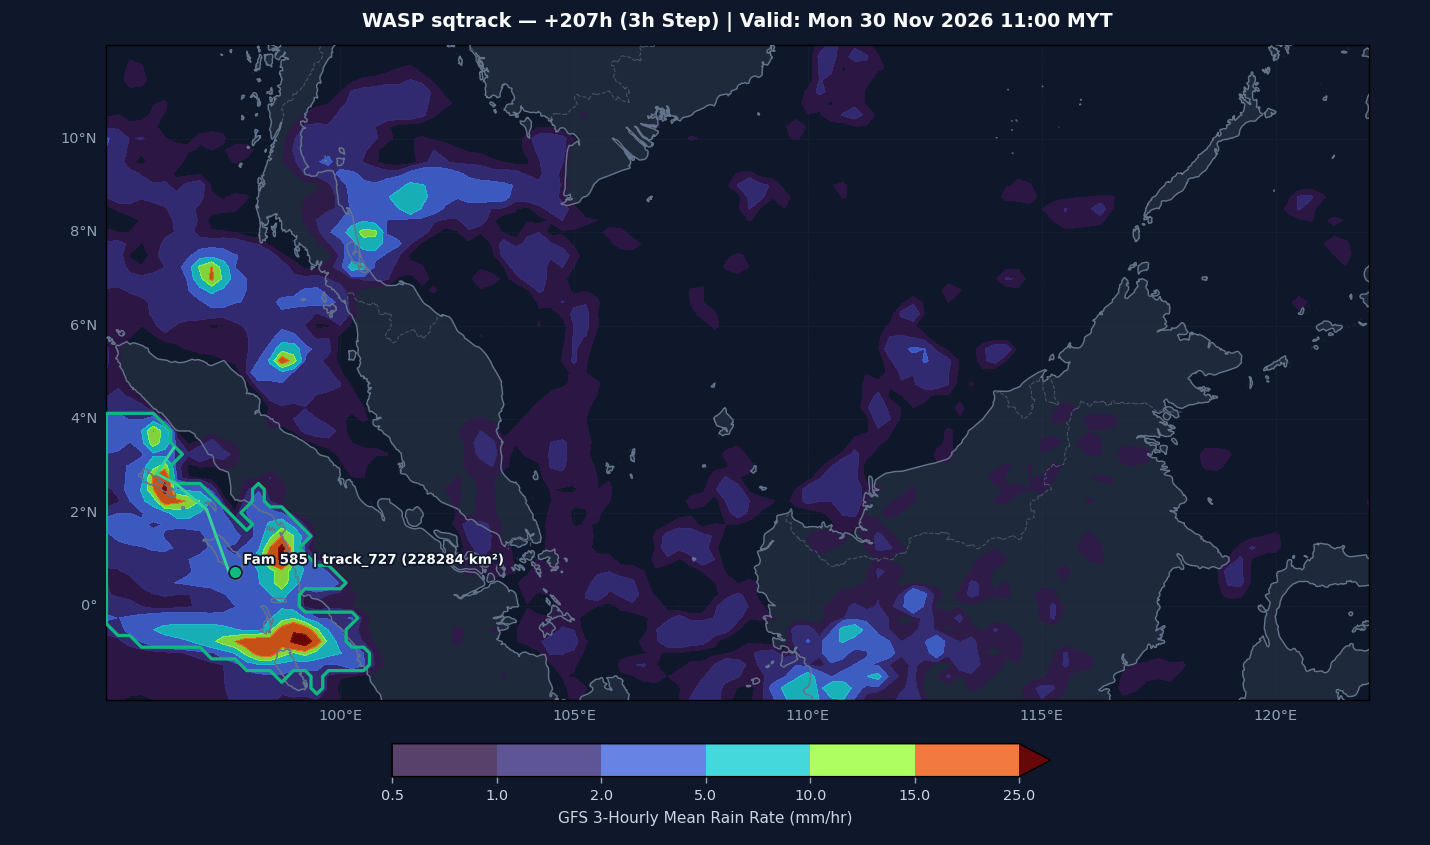 WASP sqtrack — +207h (3h Step) | Valid: Mon 30 Nov 2026 11:00 MYT
10°N
8°N
6°N
4°N
2°N
0°
Fam 585 | track_727 (228284 km²)
100°E
105°E
110°E
115°E
120°E
0.5
1.0
2.0
5.0
10.0
15.0
25.0
GFS 3-Hourly Mean Rain Rate (mm/hr)